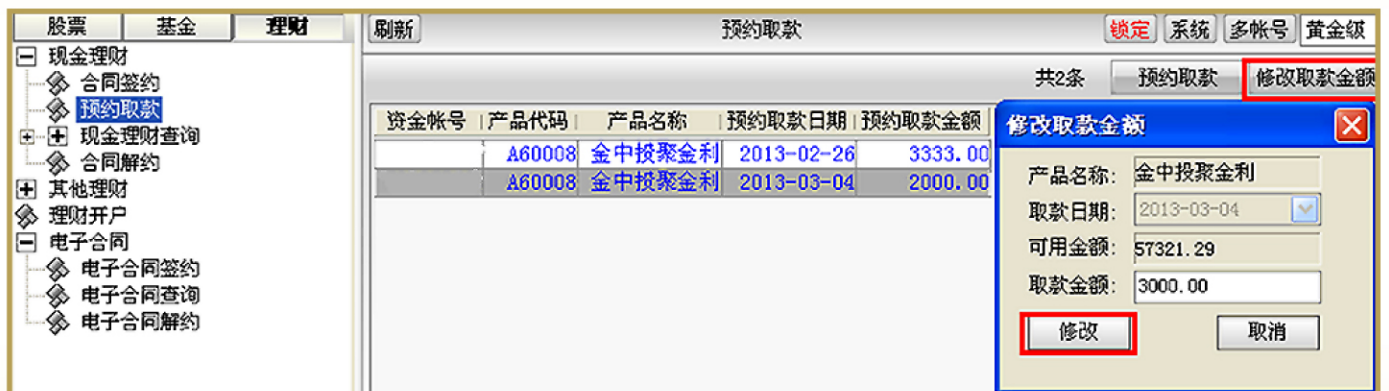 股票 基金 理财 刷新 预约取款 锁定 系统 多帐号 黄金级
现金理财
合同签约
预约取款
现金理财查询
合同解约
其他理财
理财开户
电子合同
电子合同签约
电子合同查询
电子合同解约
共2条 预约取款 修改取款金额
资金帐号 产品代码 产品名称 预约取款日期 预约取款金额
A60008 金中投聚金利 2013-02-26 3333.00
A60008 金中投聚金利 2013-03-04 2000.00
修改取款金额
产品名称: 金中投聚金利
取款日期: 2013-03-04
可用金额: 57321.29
取款金额: 3000.00
修改 取消